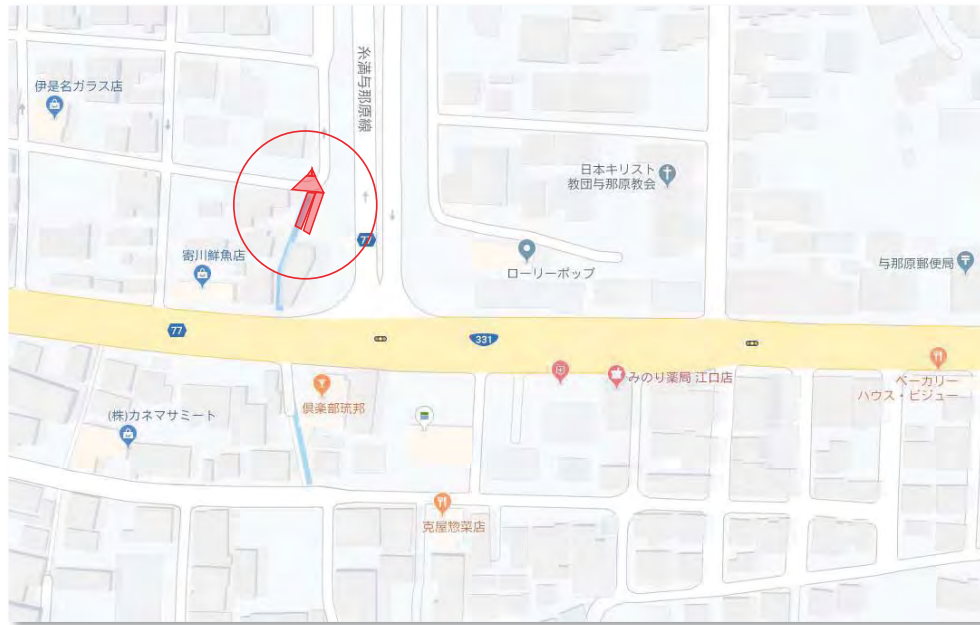 伊是名ガラス店
糸満与那原線
日本キリスト
教団与那原教会
77
寄川鮮魚店
ローリーポップ
与那原郵便局
77
331
みのり薬局 江口店
ベーカリー
ハウス・ビジュー
倶楽部琉邦
(株)カネマサミート
克屋惣菜店